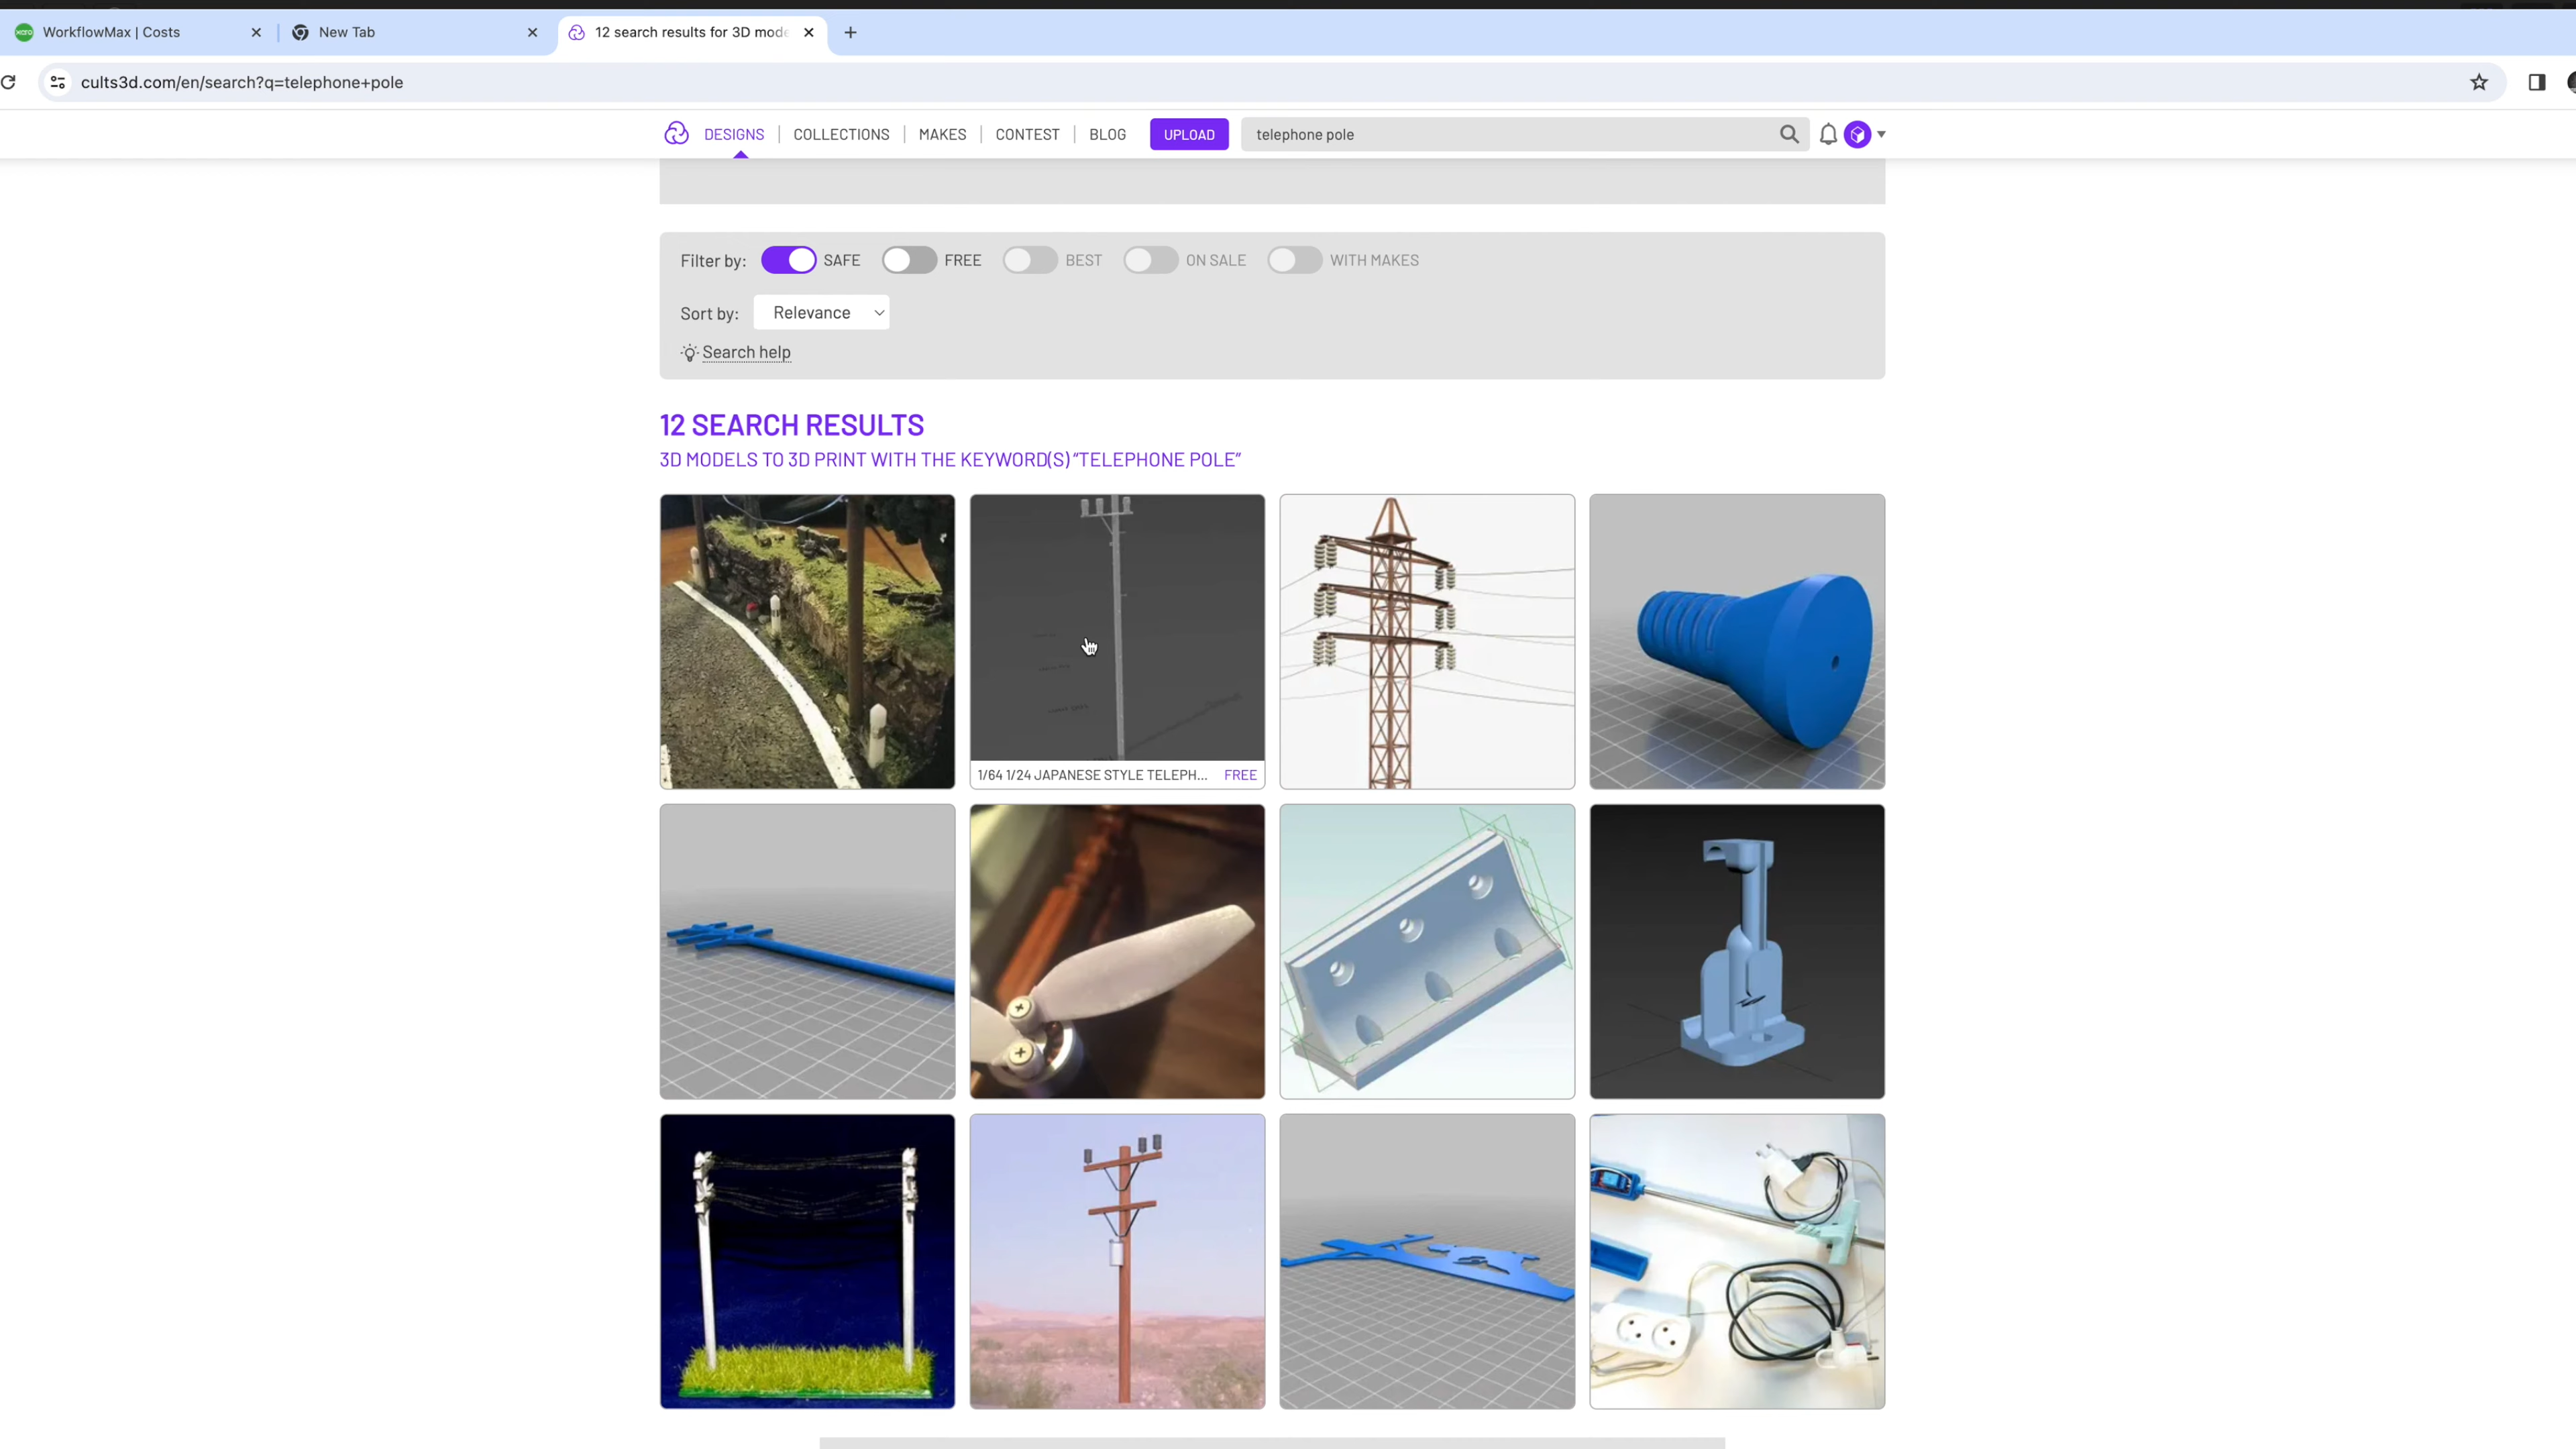 WorkflowMax | Costs
New Tab
12 search results for 3D mode
cults3d.com/en/search?q=telephone+pole
DESIGNS
COLLECTIONS
MAKES
CONTEST
BLOG
UPLOAD
telephone pole
Filter by:
SAFE
FREE
BEST
ON SALE
WITH MAKES
Sort by:
Relevance
Search help
12 SEARCH RESULTS
3D MODELS TO 3D PRINT WITH THE KEYWORD(S) “TELEPHONE POLE”
1/64 1/24 JAPANESE STYLE TELEPH...
FREE